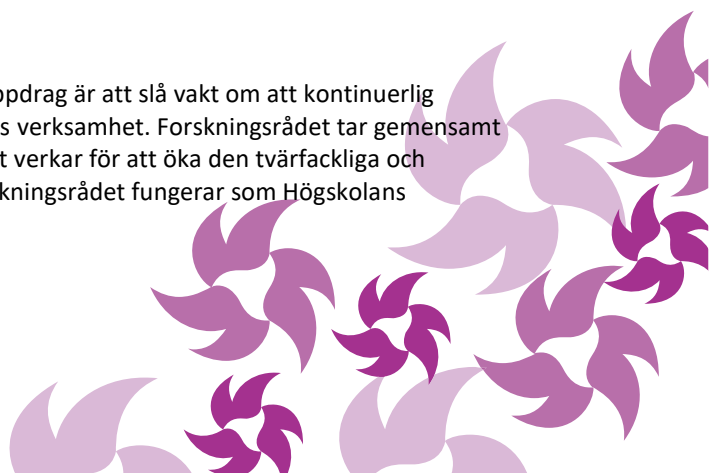 ppdrag är att slå vakt om att kontinuerlig
s verksamhet. Forskningsrådet tar gemensamt
t verkar för att öka den tvärfackliga och
kningsrådet fungerar som Högskolans